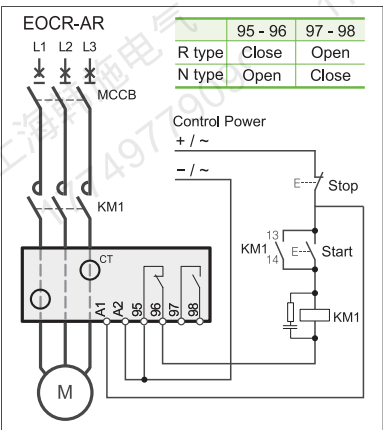 EOCR-AR
L1 L2 L3
MCCB
95 - 96 97 - 98
R type Close Open
N type Open Close
Control Power
+ / ~
− / ~
E Stop
KM1
13
KM1 E Start
14
CT
KM1
A1 A2 95 96 97 98
M